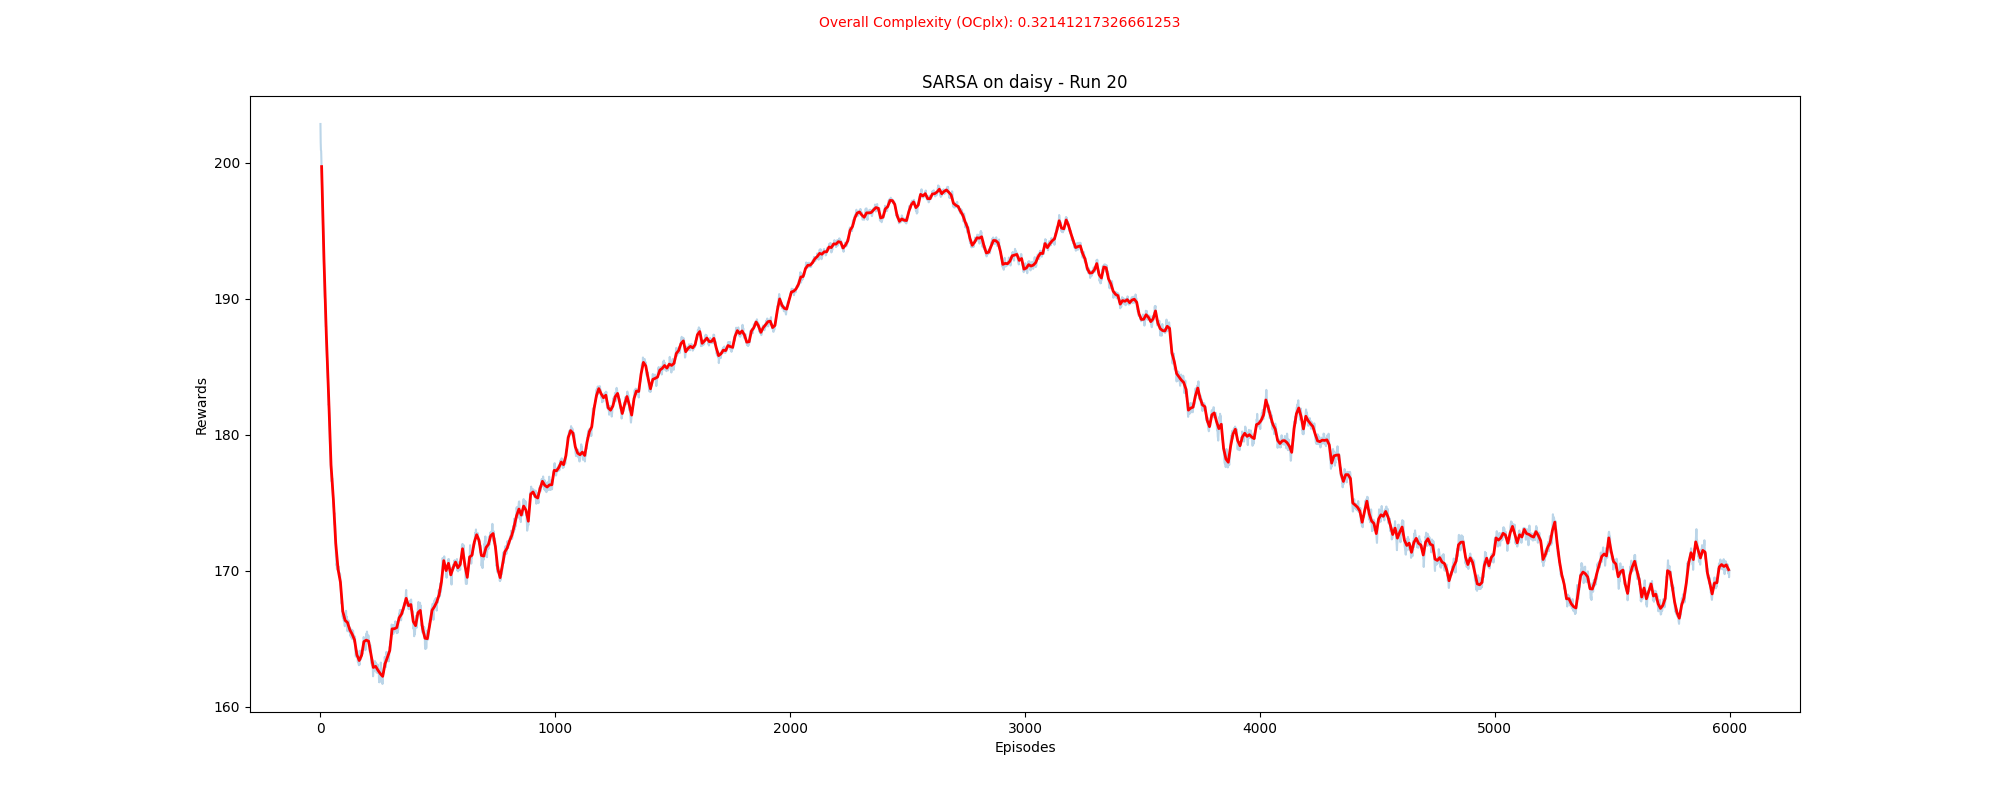 Overall Complexity (OCplx): 0.32141217326661253
SARSA on daisy - Run 20
200
190
180
170
160
Rewards
0 1000 2000 3000 4000 5000 6000
Episodes